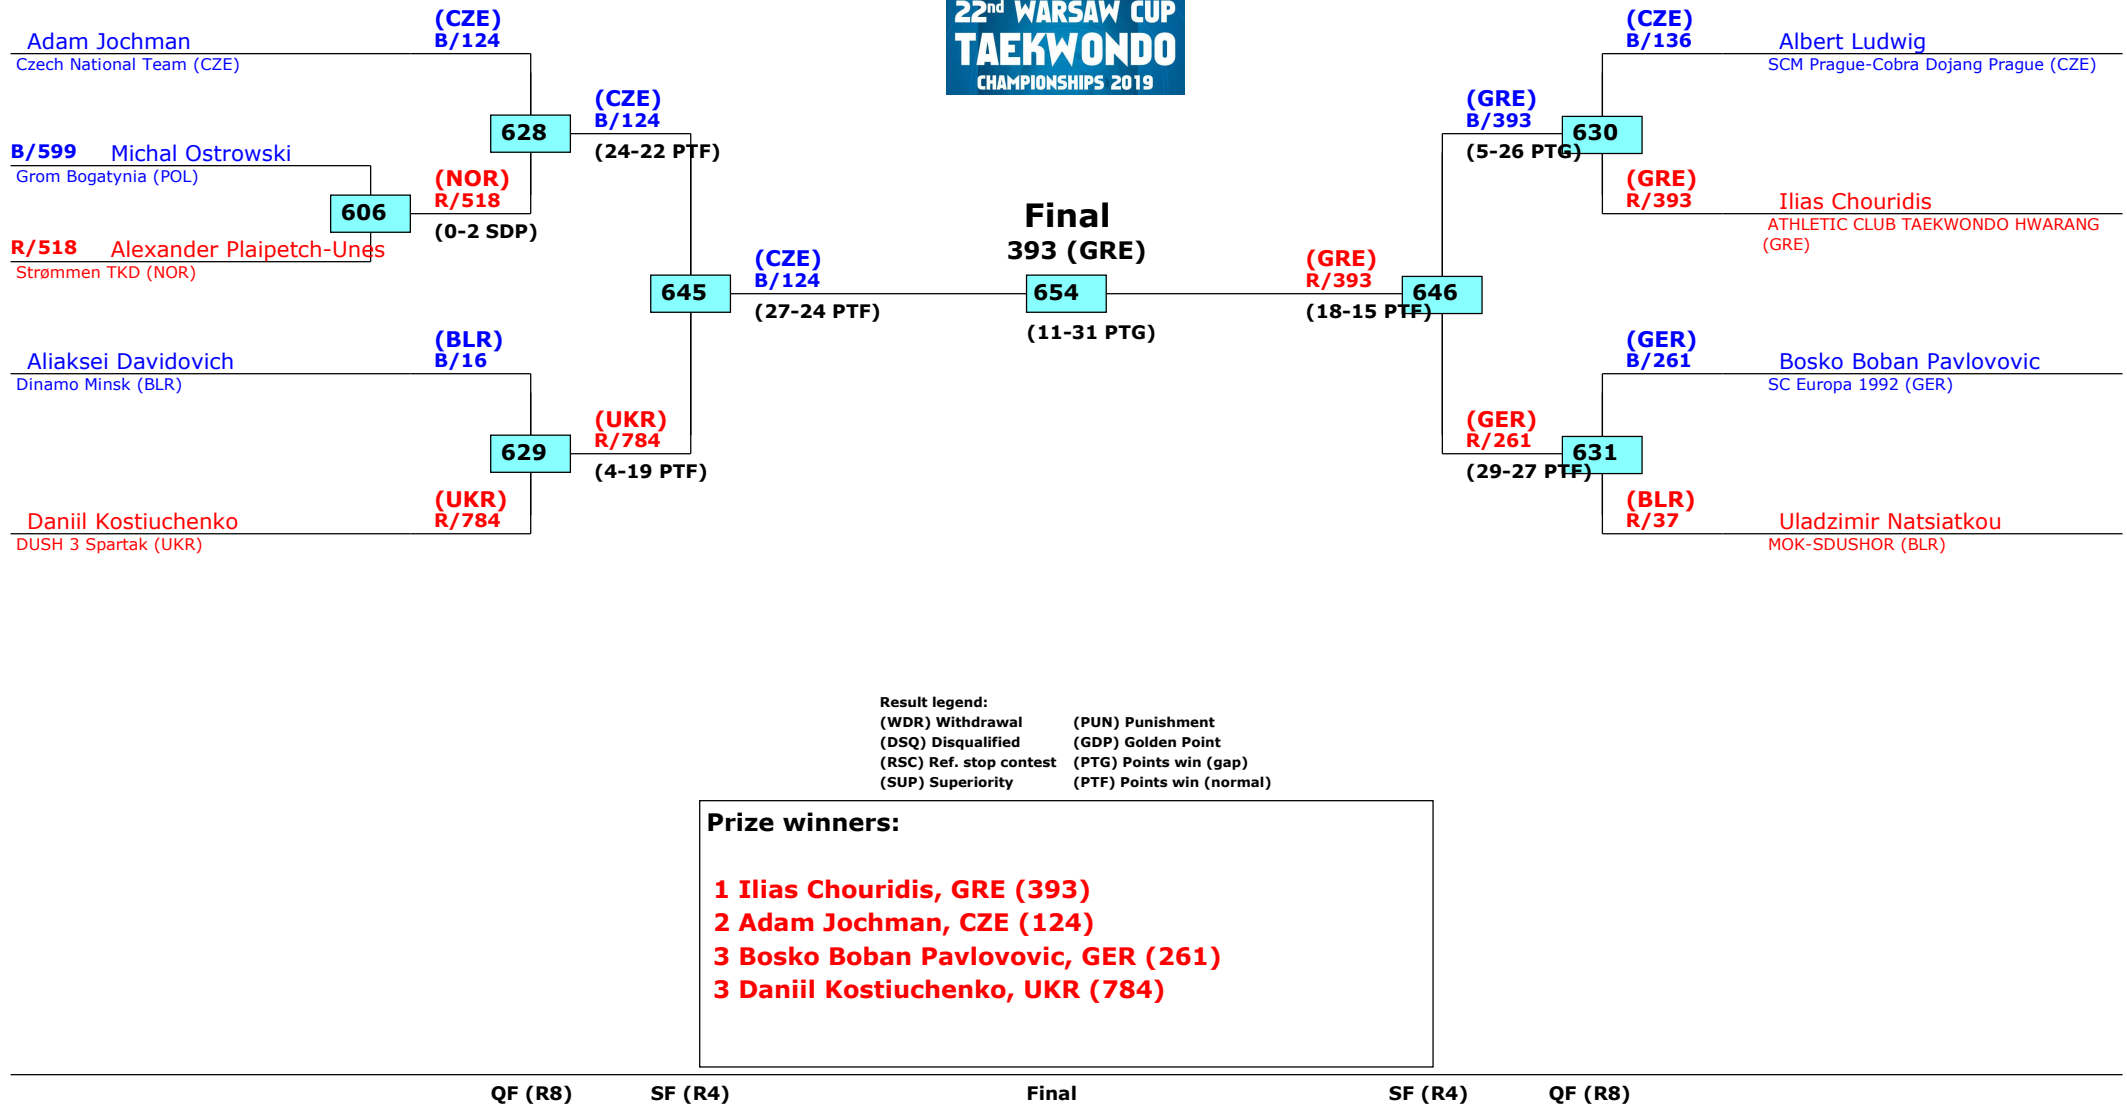 22nd WARSAW CUP
TAEKWONDO
CHAMPIONSHIPS 2019
(CZE)
Adam Jochman B/124
Czech National Team (CZE)
(CZE)
B/124
628
(24-22 PTF)
B/599 Michal Ostrowski
Grom Bogatynia (POL)
(NOR)
R/518
606
(0-2 SDP)
R/518 Alexander Plaipetch-Unes
Strømmen TKD (NOR)
(CZE)
B/124
645
(27-24 PTF)
(BLR)
Aliaksei Davidovich B/16
Dinamo Minsk (BLR)
(UKR)
R/784
629
(4-19 PTF)
(UKR)
Daniil Kostiuchenko R/784
DUSH 3 Spartak (UKR)
Final
393 (GRE)
654
(11-31 PTG)
(CZE)
B/136 Albert Ludwig
SCM Prague-Cobra Dojang Prague (CZE)
(GRE)
B/393
630
(5-26 PTG)
(GRE)
R/393 Ilias Chouridis
ATHLETIC CLUB TAEKWONDO HWARANG
(GRE)
(GRE)
R/393
646
(18-15 PTF)
(GER)
B/261 Bosko Boban Pavlovovic
SC Europa 1992 (GER)
(GER)
R/261
631
(29-27 PTF)
(BLR)
R/37 Uladzimir Natsiatkou
MOK-SDUSHOR (BLR)
Result legend:
(WDR) Withdrawal (PUN) Punishment
(DSQ) Disqualified (GDP) Golden Point
(RSC) Ref. stop contest (PTG) Points win (gap)
(SUP) Superiority (PTF) Points win (normal)
Prize winners:
1 Ilias Chouridis, GRE (393)
2 Adam Jochman, CZE (124)
3 Bosko Boban Pavlovovic, GER (261)
3 Daniil Kostiuchenko, UKR (784)
QF (R8) SF (R4) Final SF (R4) QF (R8)